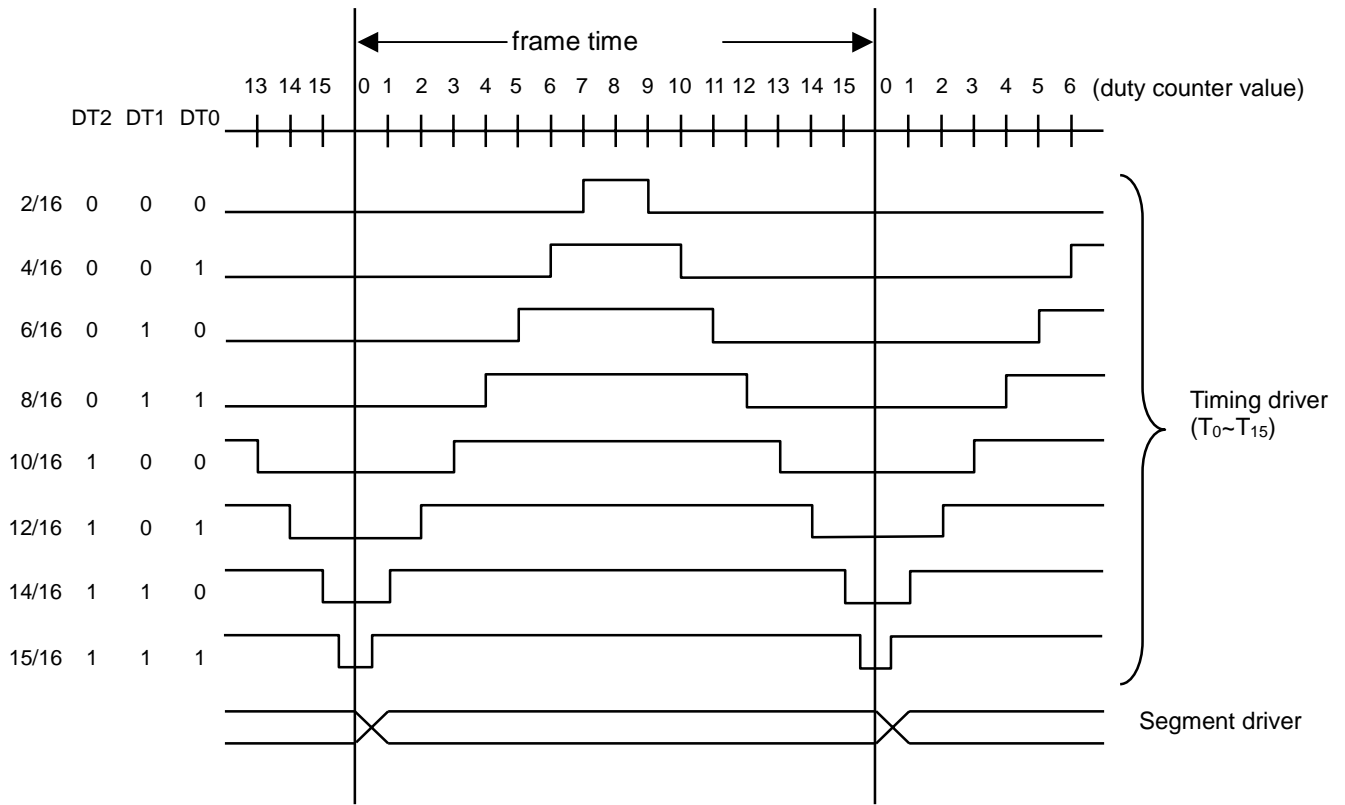 frame time
13 14 15 0 1 2 3 4 5 6 7 8 9 10 11 12 13 14 15 0 1 2 3 4 5 6 (duty counter value)
DT2 DT1 DT0
2/16 0 0 0
4/16 0 0 1
6/16 0 1 0
8/16 0 1 1
Timing driver
(T₀~T₁₅)
10/16 1 0 0
12/16 1 0 1
14/16 1 1 0
15/16 1 1 1
Segment driver